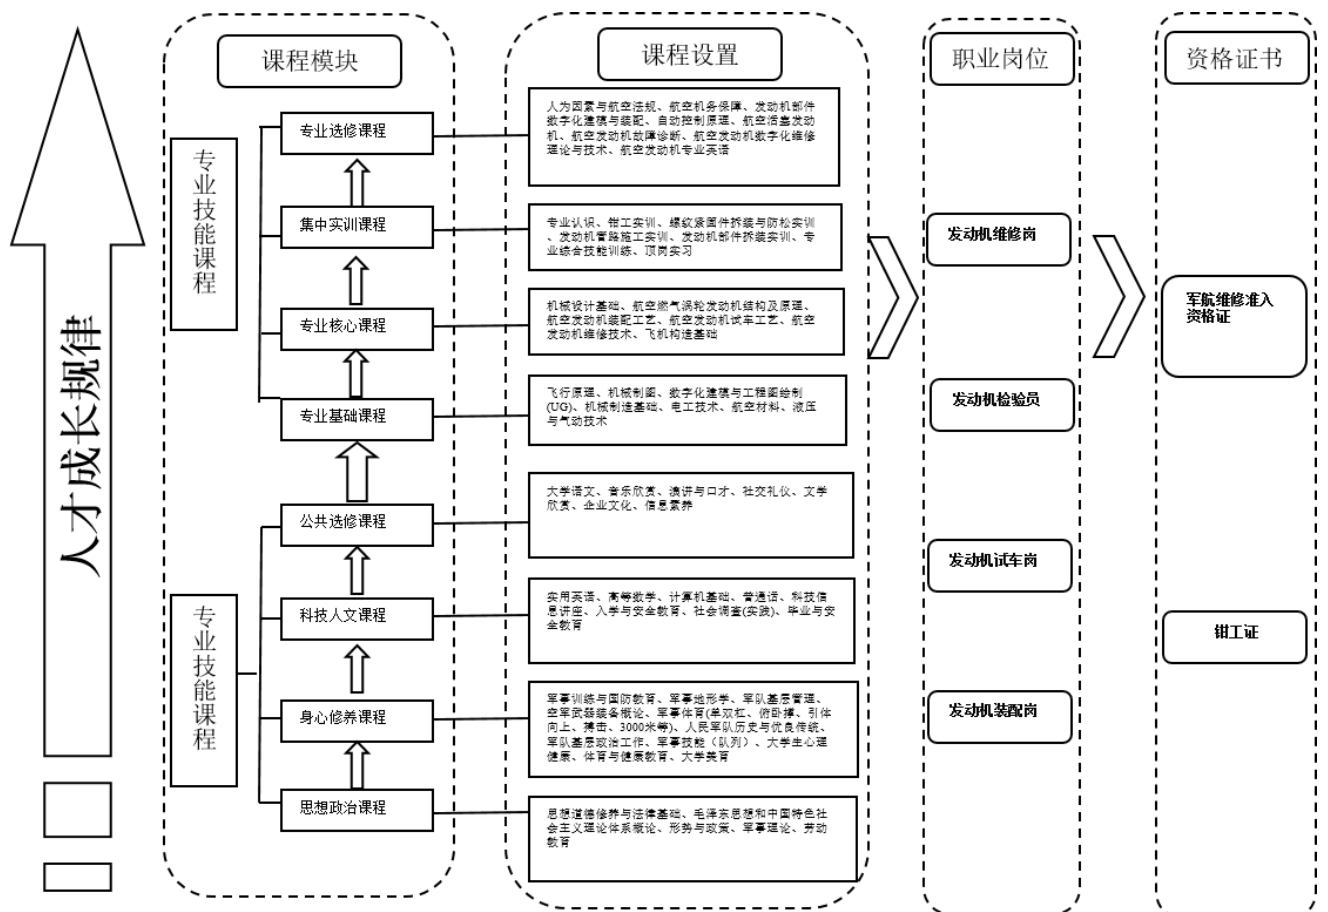 人才成长规律
课程模块
专业技能课程
专业选修课程
集中实训课程
专业核心课程
专业基础课程
专业技能课程
公共选修课程
科技人文课程
身心修养课程
思想政治课程
课程设置
人为因素与航空法规、航空机务保障、发动机部件
数字化建模与装配、自动控制原理、航空活塞发动
机、航空发动机故障诊断、航空发动机数字化维修
理论与技术、航空发动机专业英语
专业认识、钳工实训、螺纹紧固件拆装与防松实训
、发动机管路施工实训、发动机部件拆装实训、专
业综合技能训练、顶岗实习
机械设计基础、航空燃气涡轮发动机结构及原理、
航空发动机装配工艺、航空发动机试车工艺、航空
发动机维修技术、飞机构造基础
飞行原理、机械制图、数字化建模与工程图绘制
(UG)、机械制造基础、电工技术、航空材料、液压
与气动技术
大学语文、音乐欣赏、演讲与口才、社交礼仪、文学
欣赏、企业文化、信息素养
实用英语、高等数学、计算机基础、普通话、科技信
息讲座、入学与安全教育、社会调查(实践)、毕业与安
全教育
军事训练与国防教育、军事地形学、军队基层管理、
空军武器装备概论、军事体育(单双杠、俯卧撑、引体
向上、搏击、3000米等)、人民军队历史与优良传统、
军队基层政治工作、军事技能（队列）、大学生心理
健康、体育与健康教育、大学美育
思想道德修养与法律基础、毛泽东思想和中国特色社
会主义理论体系概论、形势与政策、军事理论、劳动
教育
职业岗位
发动机维修岗
发动机检验员
发动机试车岗
发动机装配岗
资格证书
军航维修准入
资格证
钳工证